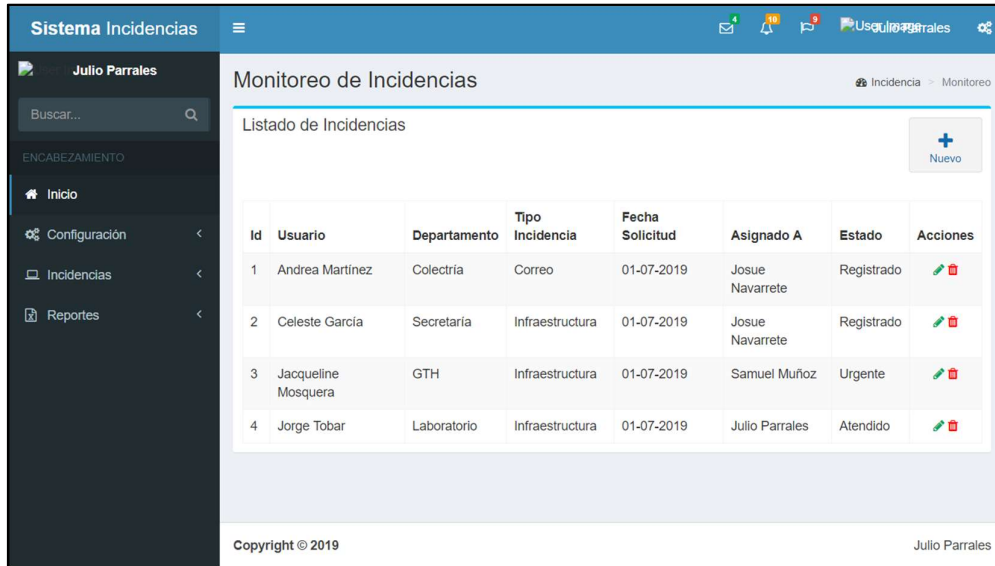 Sistema Incidencias
4
10
9
User Image
Julio Parrales
Julio Parrales
Buscar...
ENCABEZAMIENTO
Inicio
Configuración
Incidencias
Reportes
Monitoreo de Incidencias
Incidencia > Monitoreo
Listado de Incidencias
Nuevo
Id Usuario Departamento Tipo Incidencia Fecha Solicitud Asignado A Estado Acciones
1 Andrea Martínez Colectría Correo 01-07-2019 Josue Navarrete Registrado
2 Celeste García Secretaría Infraestructura 01-07-2019 Josue Navarrete Registrado
3 Jacqueline Mosquera GTH Infraestructura 01-07-2019 Samuel Muñoz Urgente
4 Jorge Tobar Laboratorio Infraestructura 01-07-2019 Julio Parrales Atendido
Copyright © 2019
Julio Parrales